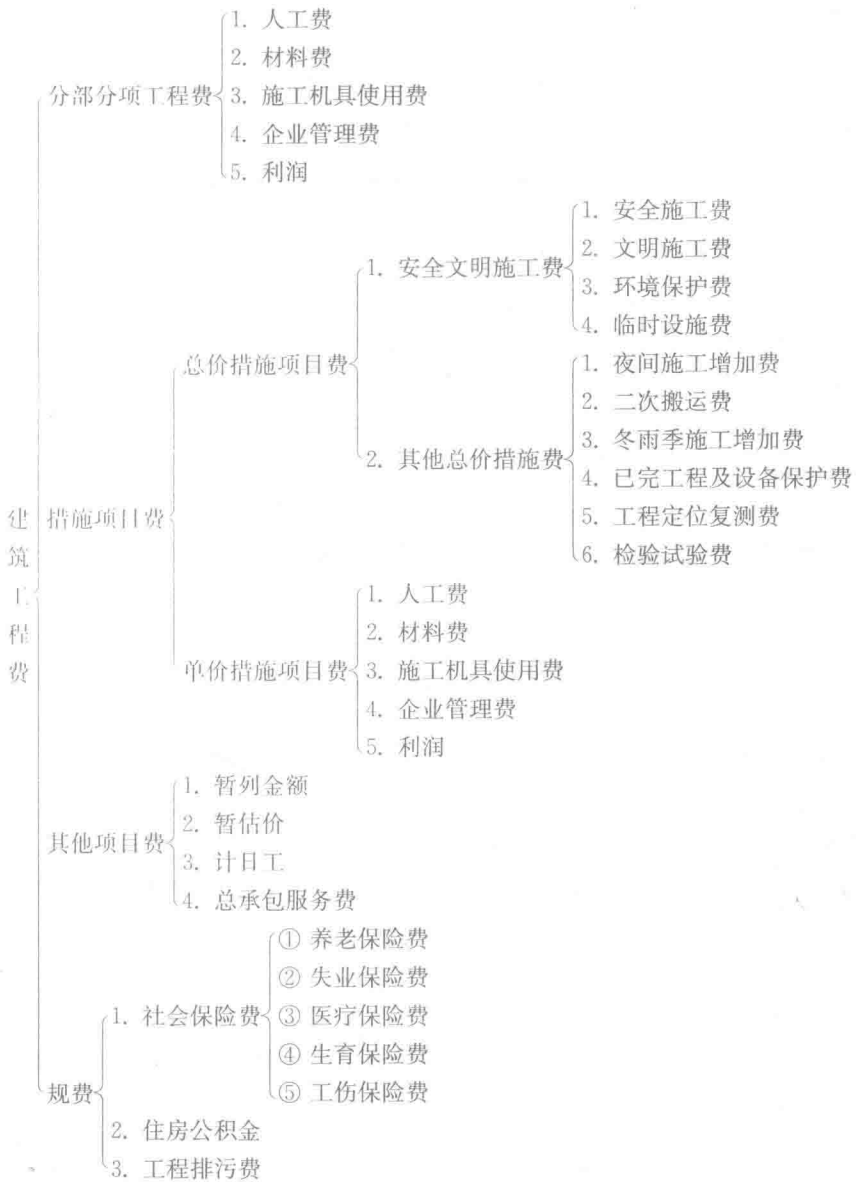 建筑工程费
分部分项工程费
1. 人工费
2. 材料费
3. 施工机具使用费
4. 企业管理费
5. 利润
措施项目费
总价措施项目费
1. 安全文明施工费
1. 安全施工费
2. 文明施工费
3. 环境保护费
4. 临时设施费
2. 其他总价措施费
1. 夜间施工增加费
2. 二次搬运费
3. 冬雨季施工增加费
4. 已完工程及设备保护费
5. 工程定位复测费
6. 检验试验费
单价措施项目费
1. 人工费
2. 材料费
3. 施工机具使用费
4. 企业管理费
5. 利润
其他项目费
1. 暂列金额
2. 暂估价
3. 计日工
4. 总承包服务费
规费
1. 社会保险费
① 养老保险费
② 失业保险费
③ 医疗保险费
④ 生育保险费
⑤ 工伤保险费
2. 住房公积金
3. 工程排污费